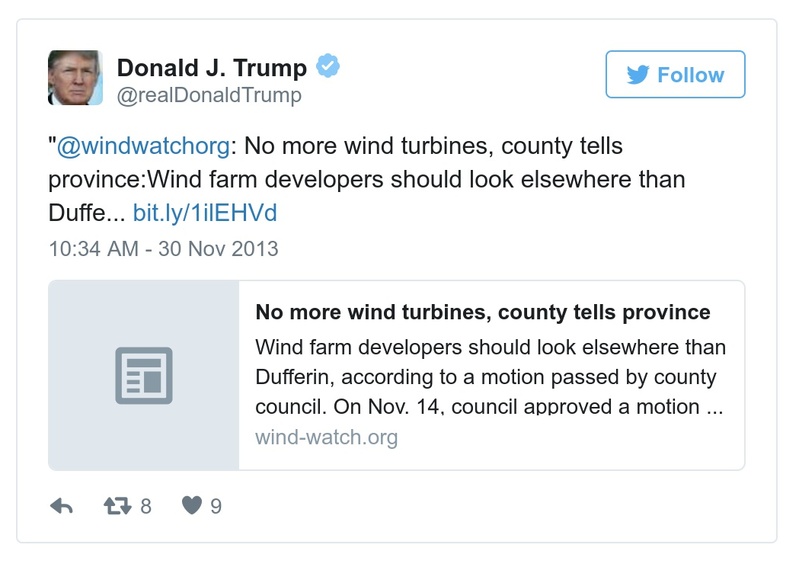 Donald J. Trump
@realDonaldTrump
Follow
"@windwatchorg: No more wind turbines, county tells
province:Wind farm developers should look elsewhere than
Duffe... bit.ly/1ilEHVd
10:34 AM - 30 Nov 2013
No more wind turbines, county tells province
Wind farm developers should look elsewhere than
Dufferin, according to a motion passed by county
council. On Nov. 14, council approved a motion ...
wind-watch.org
8
9